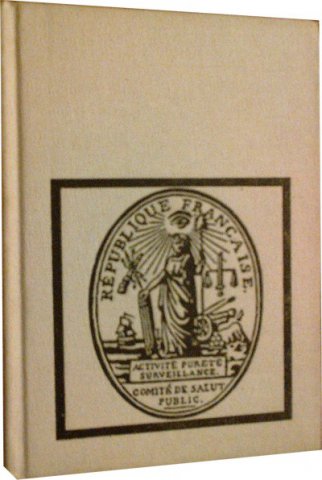 RÉPUBLIQUE FRANÇAISE.
ACTIVITÉ PURETÉ
SURVEILLANCE.
COMITÉ DE SALUT
PUBLIC.